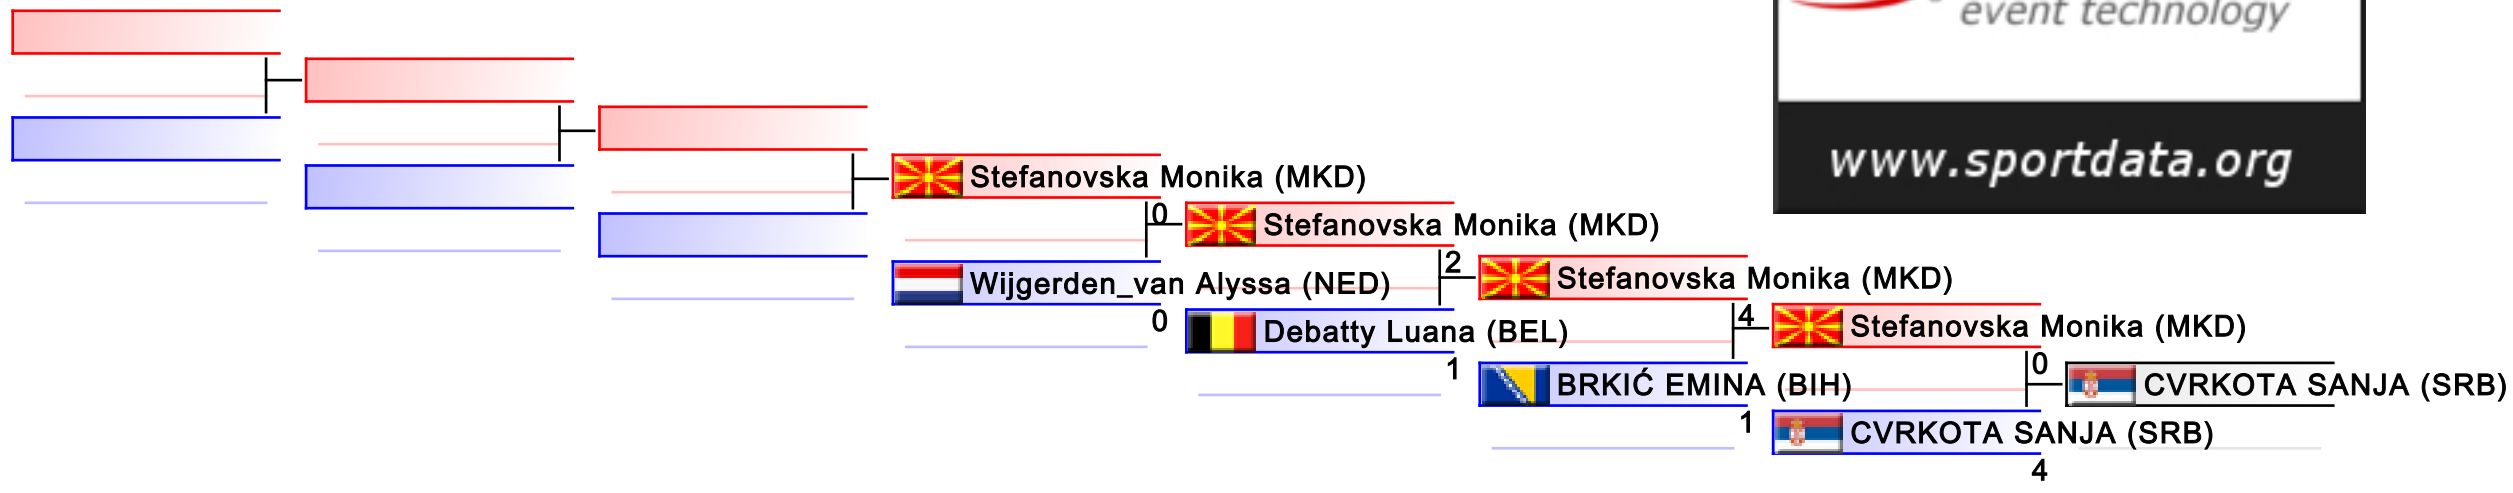 event technology
www.sportdata.org
Stefanovska Monika (MKD)
0
Stefanovska Monika (MKD)
Wijgerden_van Alyssa (NED)
0
2
Stefanovska Monika (MKD)
Debatty Luana (BEL)
1
4
Stefanovska Monika (MKD)
BRKIĆ EMINA (BIH)
1
0
CVRKOTA SANJA (SRB)
CVRKOTA SANJA (SRB)
4